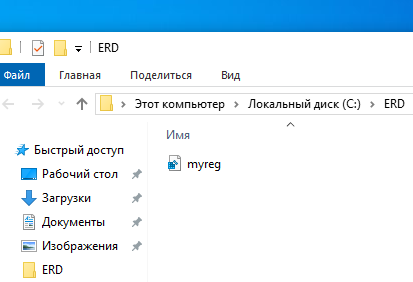 ERD
Файл Главная Поделиться Вид
Этот компьютер Локальный диск (C:) ERD
Имя
Быстрый доступ
myreg
Рабочий стол
Загрузки
Документы
Изображения
ERD